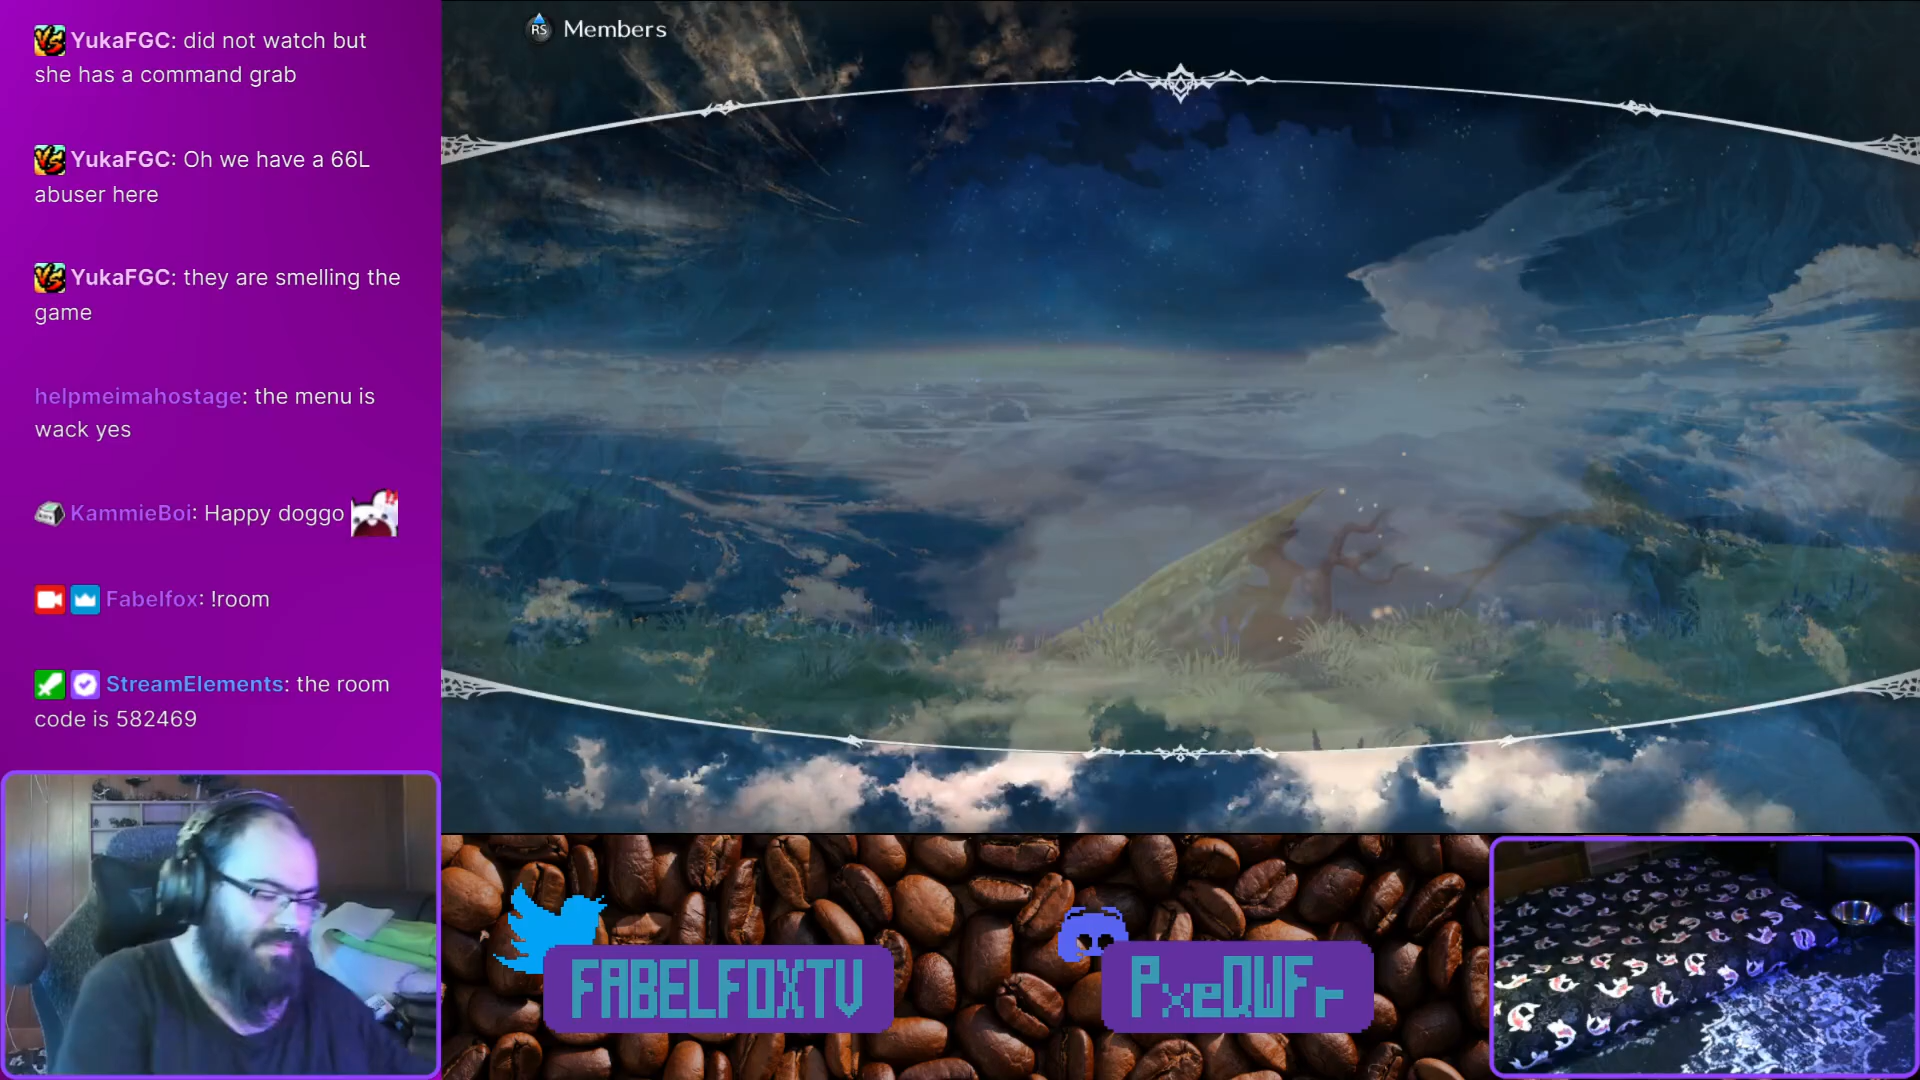 YukaFGC: did not watch but
she has a command grab
YukaFGC: Oh we have a 66L
abuser here
YukaFGC: they are smelling the
game
helpmeimahostage: the menu is
wack yes
KammieBoi: Happy doggo
Fabelfox: !room
StreamElements: the room
code is 582469
RS Members
FABELFOXTV
PxeQWFr